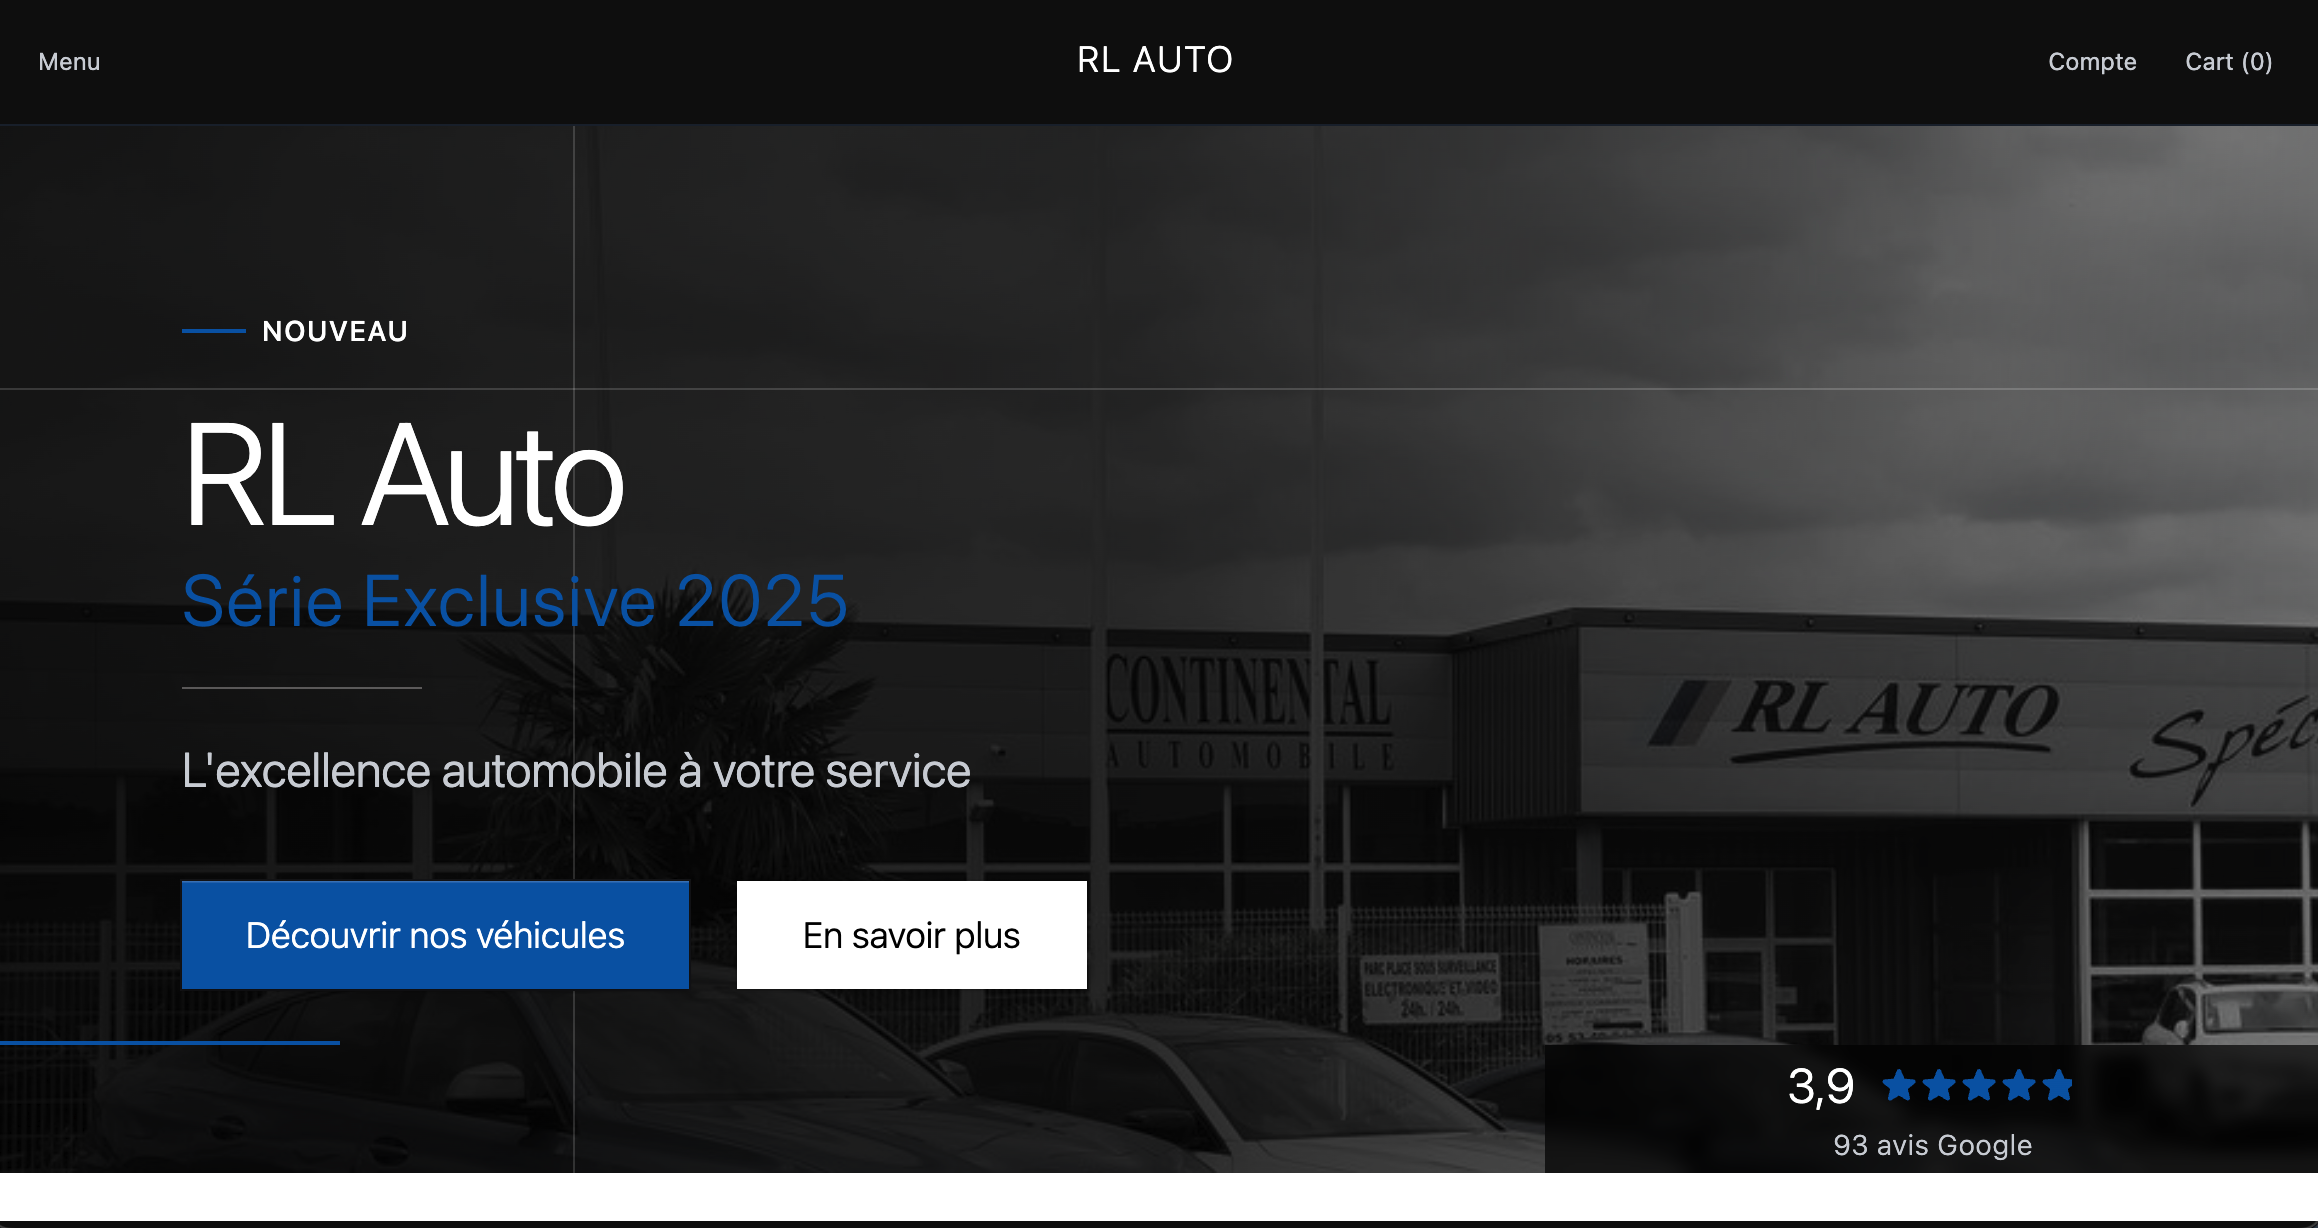 Menu
RL AUTO
Compte
Cart (0)
NOUVEAU
RL Auto
Série Exclusive 2025
CONTINENTAL
AUTOMOBILE
RL AUTO
L'excellence automobile à votre service
Découvrir nos véhicules
En savoir plus
PARC PLACE SOUS SURVEILLANCE
ELECTRONIQUE ET VIDEO
24h. / 24h.
HORAIRES
3,9
93 avis Google